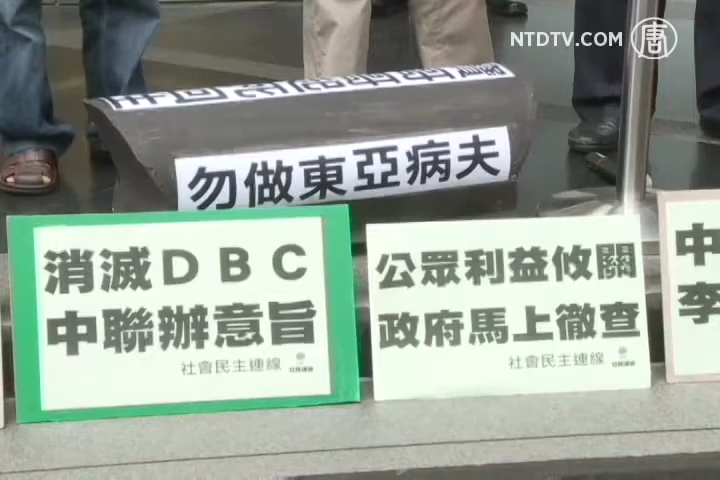 NTDTV.COM 唐
勿做東亞病夫
消滅DBC
中聯辦意旨
社會民主連線
公眾利益攸關
政府馬上徹查
社會民主連線
中
李